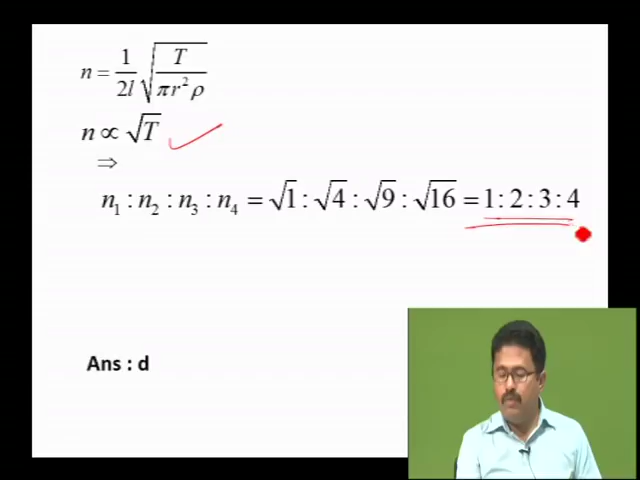 n = 1/2l √(T/πr²ρ)
n ∝ √T
⇒
n₁ : n₂ : n₃ : n₄ = √1 : √4 : √9 : √16 = 1 : 2 : 3 : 4
Ans : d